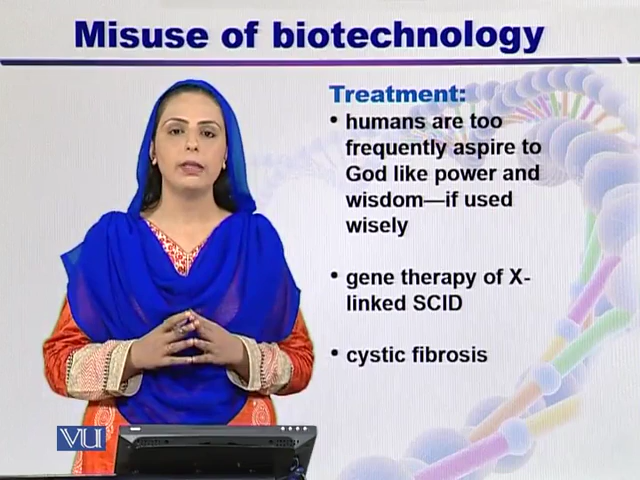 Misuse of biotechnology
Treatment:
• humans are too
frequently aspire to
God like power and
wisdom—if used
wisely
• gene therapy of X-
linked SCID
• cystic fibrosis
VU